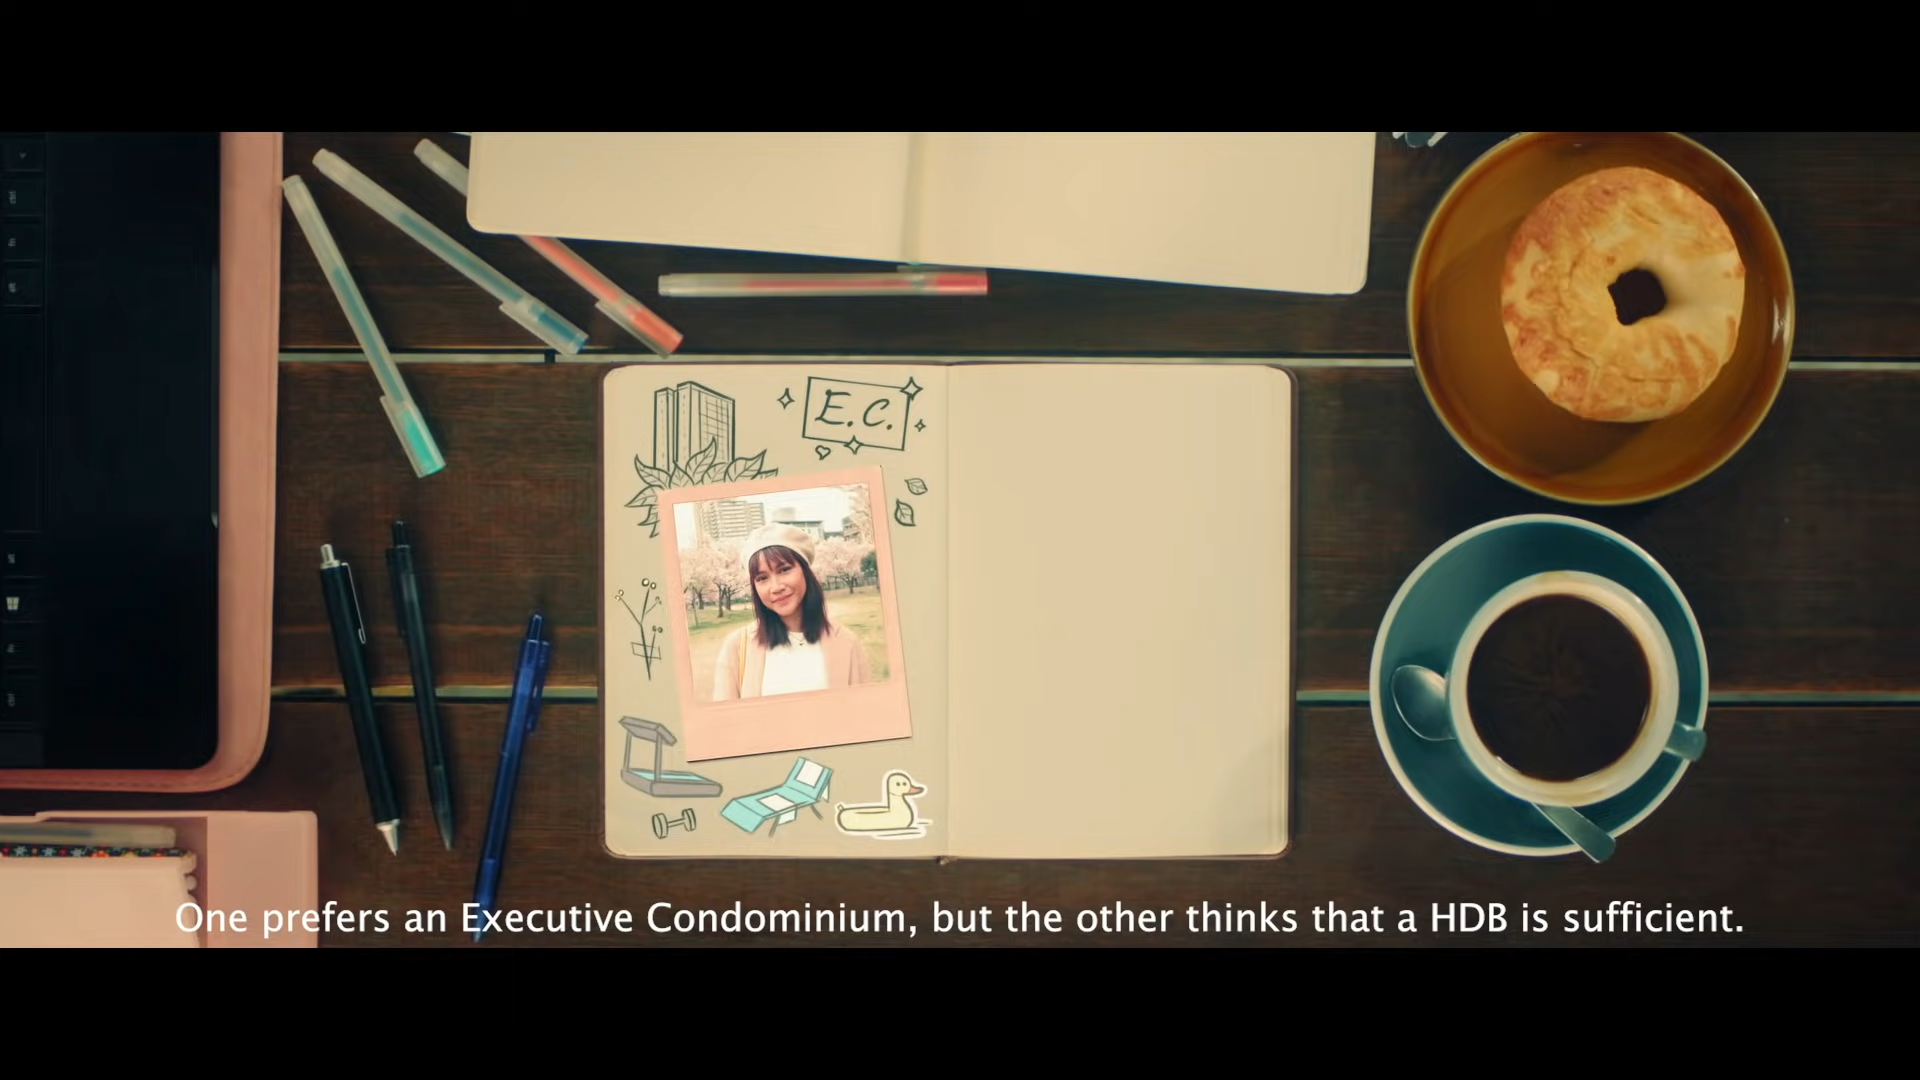 E.C.
One prefers an Executive Condominium, but the other thinks that a HDB is sufficient.